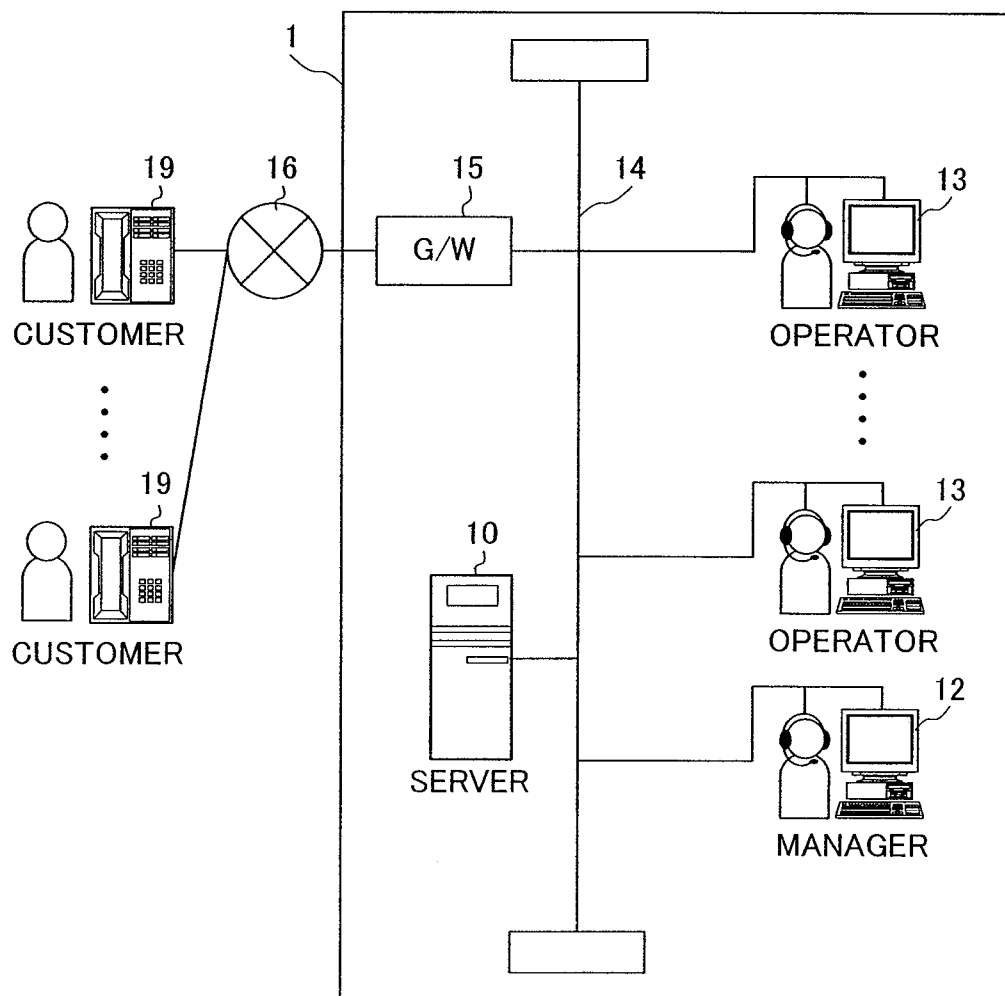 1
19
16
15
14
13
G/W
CUSTOMER
OPERATOR
19
10
13
CUSTOMER
OPERATOR
12
SERVER
MANAGER